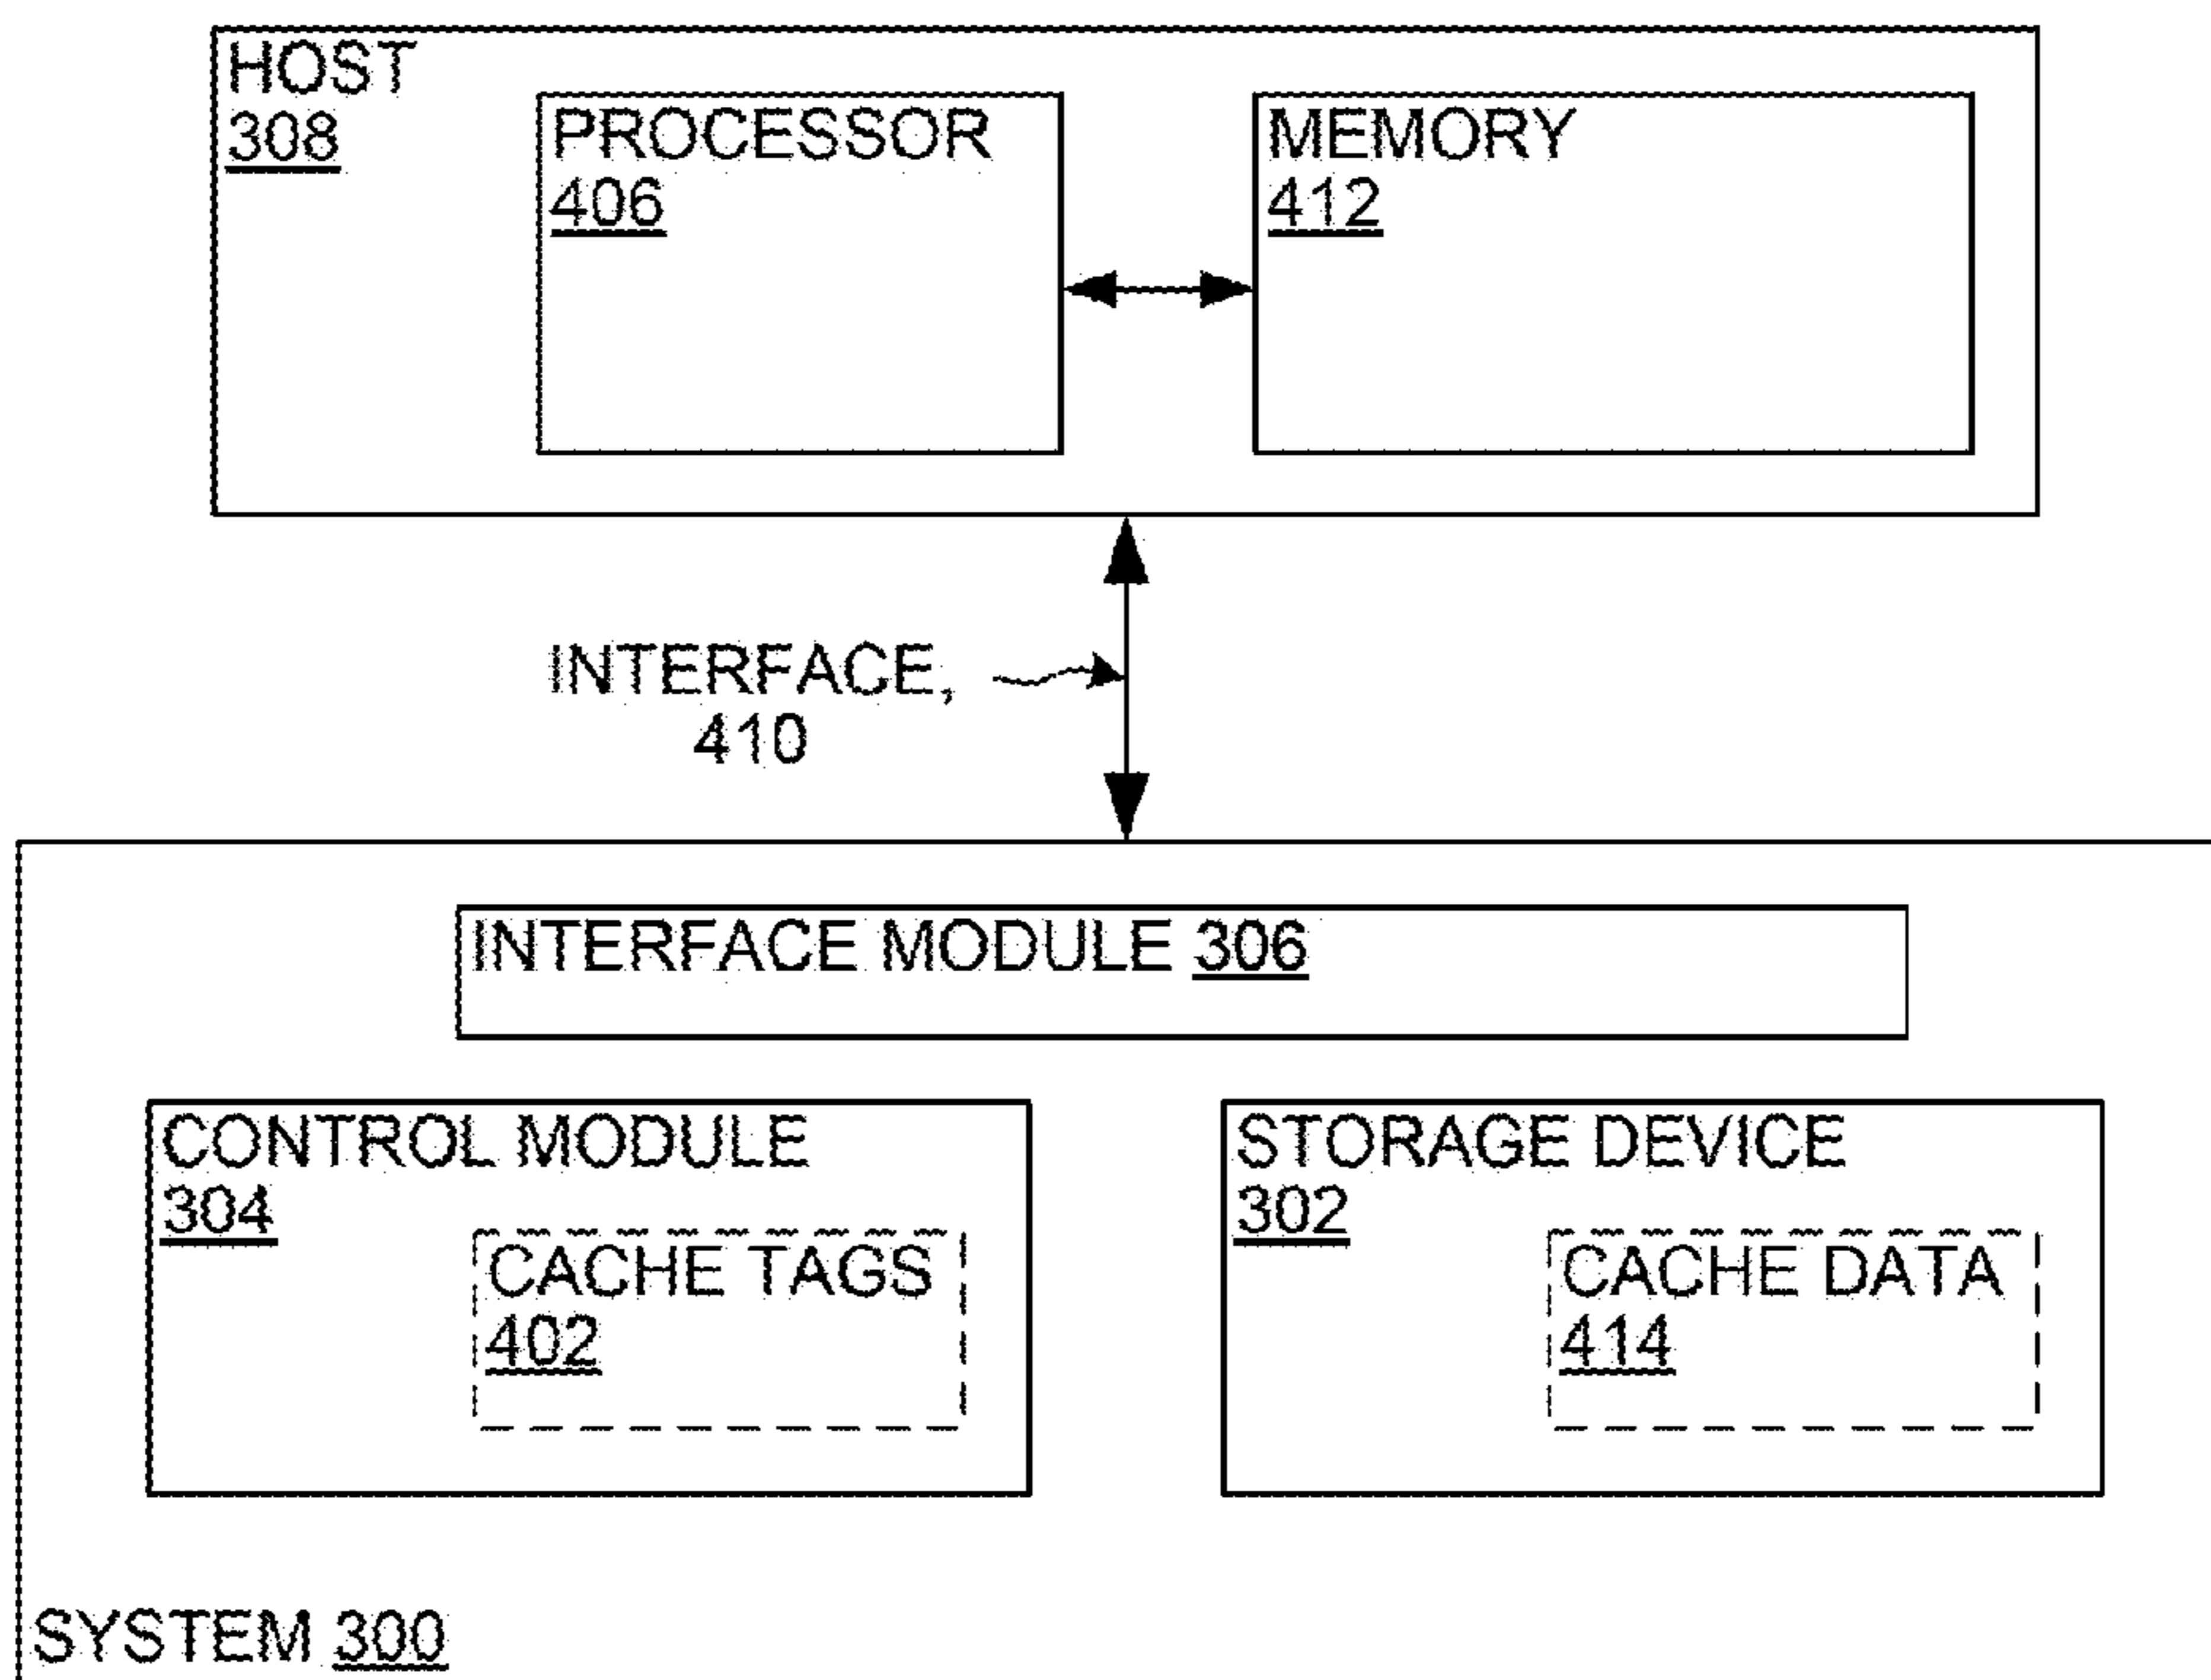 HOST
308
PROCESSOR
406
MEMORY
412
INTERFACE,
410
INTERFACE MODULE 306
CONTROL MODULE
304
CACHE TAGS
402
STORAGE DEVICE
302
CACHE DATA
414
SYSTEM 300